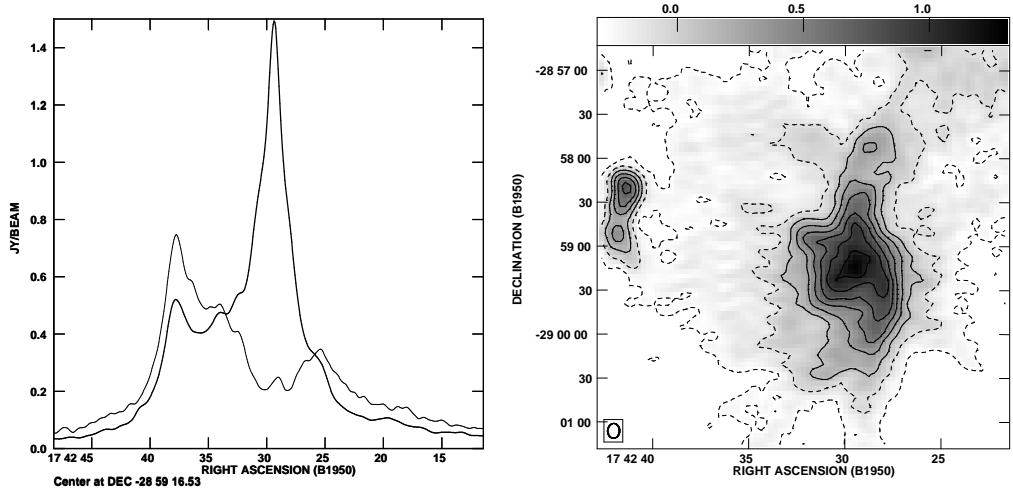 1.4
1.2
1.0
0.8
0.6
0.4
0.2
0.0
JY/BEAM
17 42 45 40 35 30 25 20 15
RIGHT ASCENSION (B1950)
Center at DEC -28 59 16.53
0.0 0.5 1.0
-28 57 00
30
58 00
30
59 00
30
-29 00 00
30
01 00
DECLINATION (B1950)
17 42 40 35 30 25
RIGHT ASCENSION (B1950)